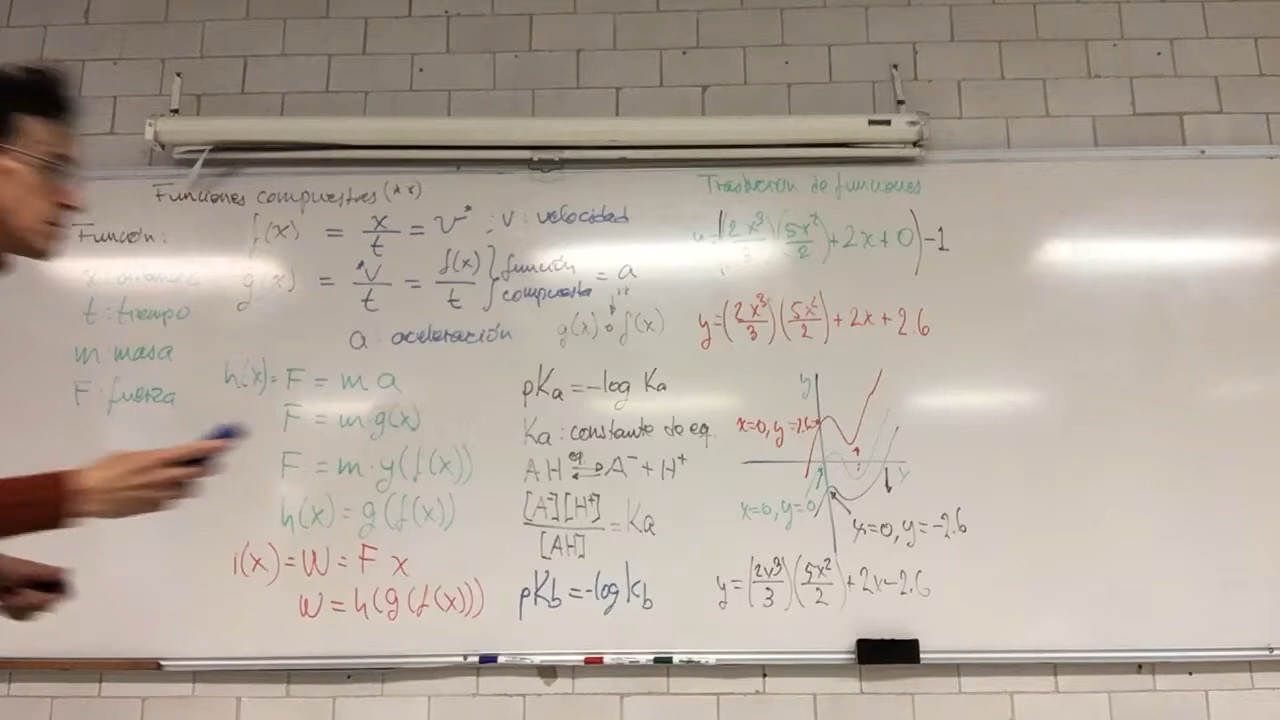 Funciones compuestas (**)
Función:
f(x) = x/t = v* ; v: velocidad
g(x) = *v/t = f(x)/t } función compuesta = a
t: tiempo
a aceleración
g(x) o f(x)
m masa
F: fuerza
h(x) = F = m a
F = m g(x)
F = m · y(f(x))
h(x) = g(f(x))
i(x) = W = F x
W = h(g(f(x)))
pKa = -log Ka
Ka: constante de eq.
AH eq ⇌ A⁻ + H⁺
[A⁻][H⁺]/[AH] = Ka
pKb = -log kb
de funciones
(2x³/3)(5x²/2) + 2x + 0) - 1
y = (2x³/3)(5x²/2) + 2x + 2.6
y
x=0, y=2.6
x
x=0, y=0
x=0, y=-2.6
y = (2x³/3)(5x²/2) + 2x - 2.6